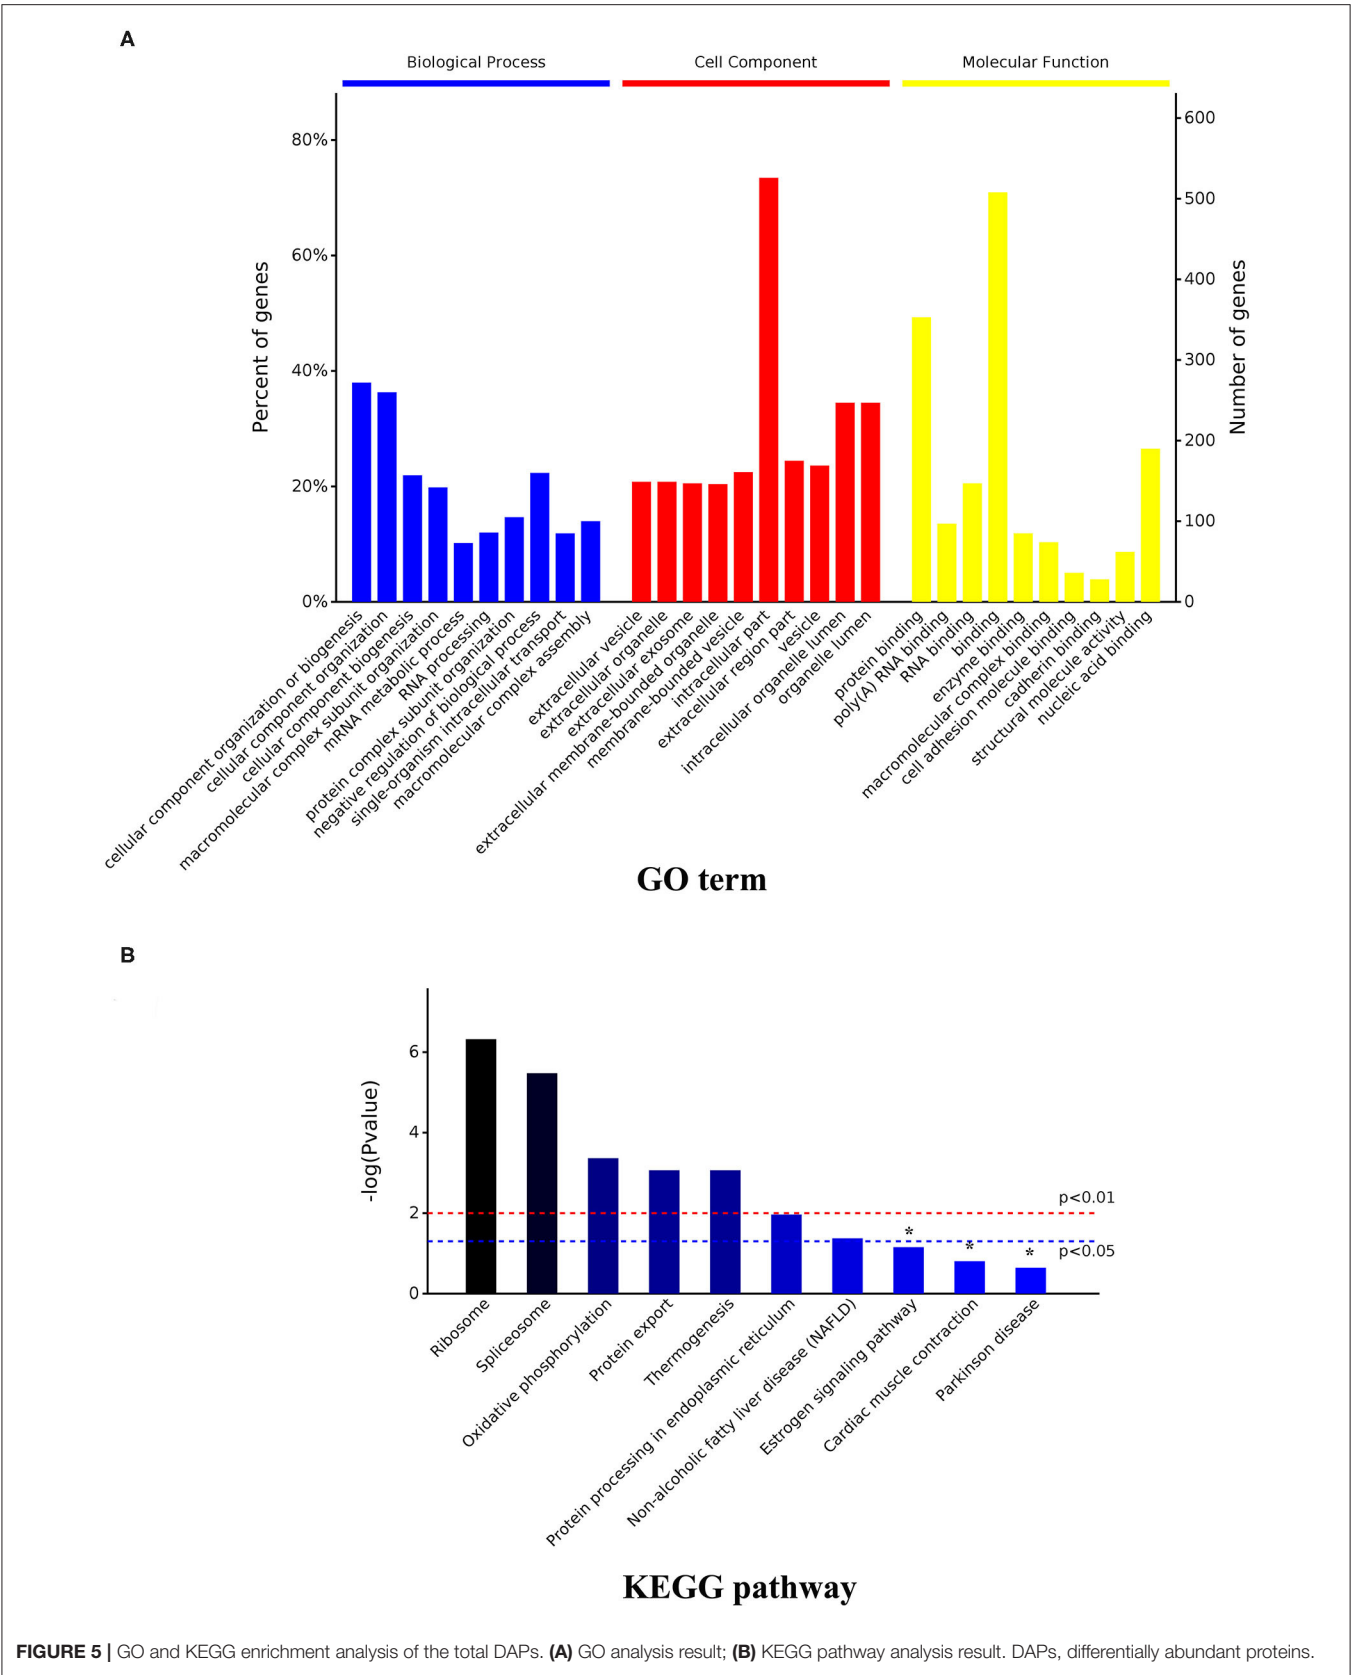 A
Biological Process
Cell Component
Molecular Function
Percent of genes
80%
60%
40%
20%
0%
Number of genes
600
500
400
300
200
100
0
cellular component organization or biogenesis
cellular component organization
cellular component biogenesis
macromolecular complex subunit organization
mRNA metabolic process
RNA processing
protein complex subunit organization
negative regulation of biological process
single-organism intracellular transport
macromolecular complex assembly
extracellular vesicle
extracellular organelle
extracellular exosome
extracellular membrane-bounded organelle
membrane-bounded vesicle
intracellular part
extracellular region part
vesicle
intracellular organelle lumen
organelle lumen
protein binding
poly(A) RNA binding
RNA binding
binding
enzyme binding
macromolecular complex binding
cell adhesion molecule binding
cadherin binding
structural molecule activity
nucleic acid binding
GO term
B
-log(Pvalue)
6
4
2
0
p<0.01
p<0.05
*
*
*
Ribosome
Spliceosome
Oxidative phosphorylation
Protein export
Thermogenesis
Protein processing in endoplasmic reticulum
Non-alcoholic fatty liver disease (NAFLD)
Estrogen signaling pathway
Cardiac muscle contraction
Parkinson disease
KEGG pathway
FIGURE 5 | GO and KEGG enrichment analysis of the total DAPs. (A) GO analysis result; (B) KEGG pathway analysis result. DAPs, differentially abundant proteins.